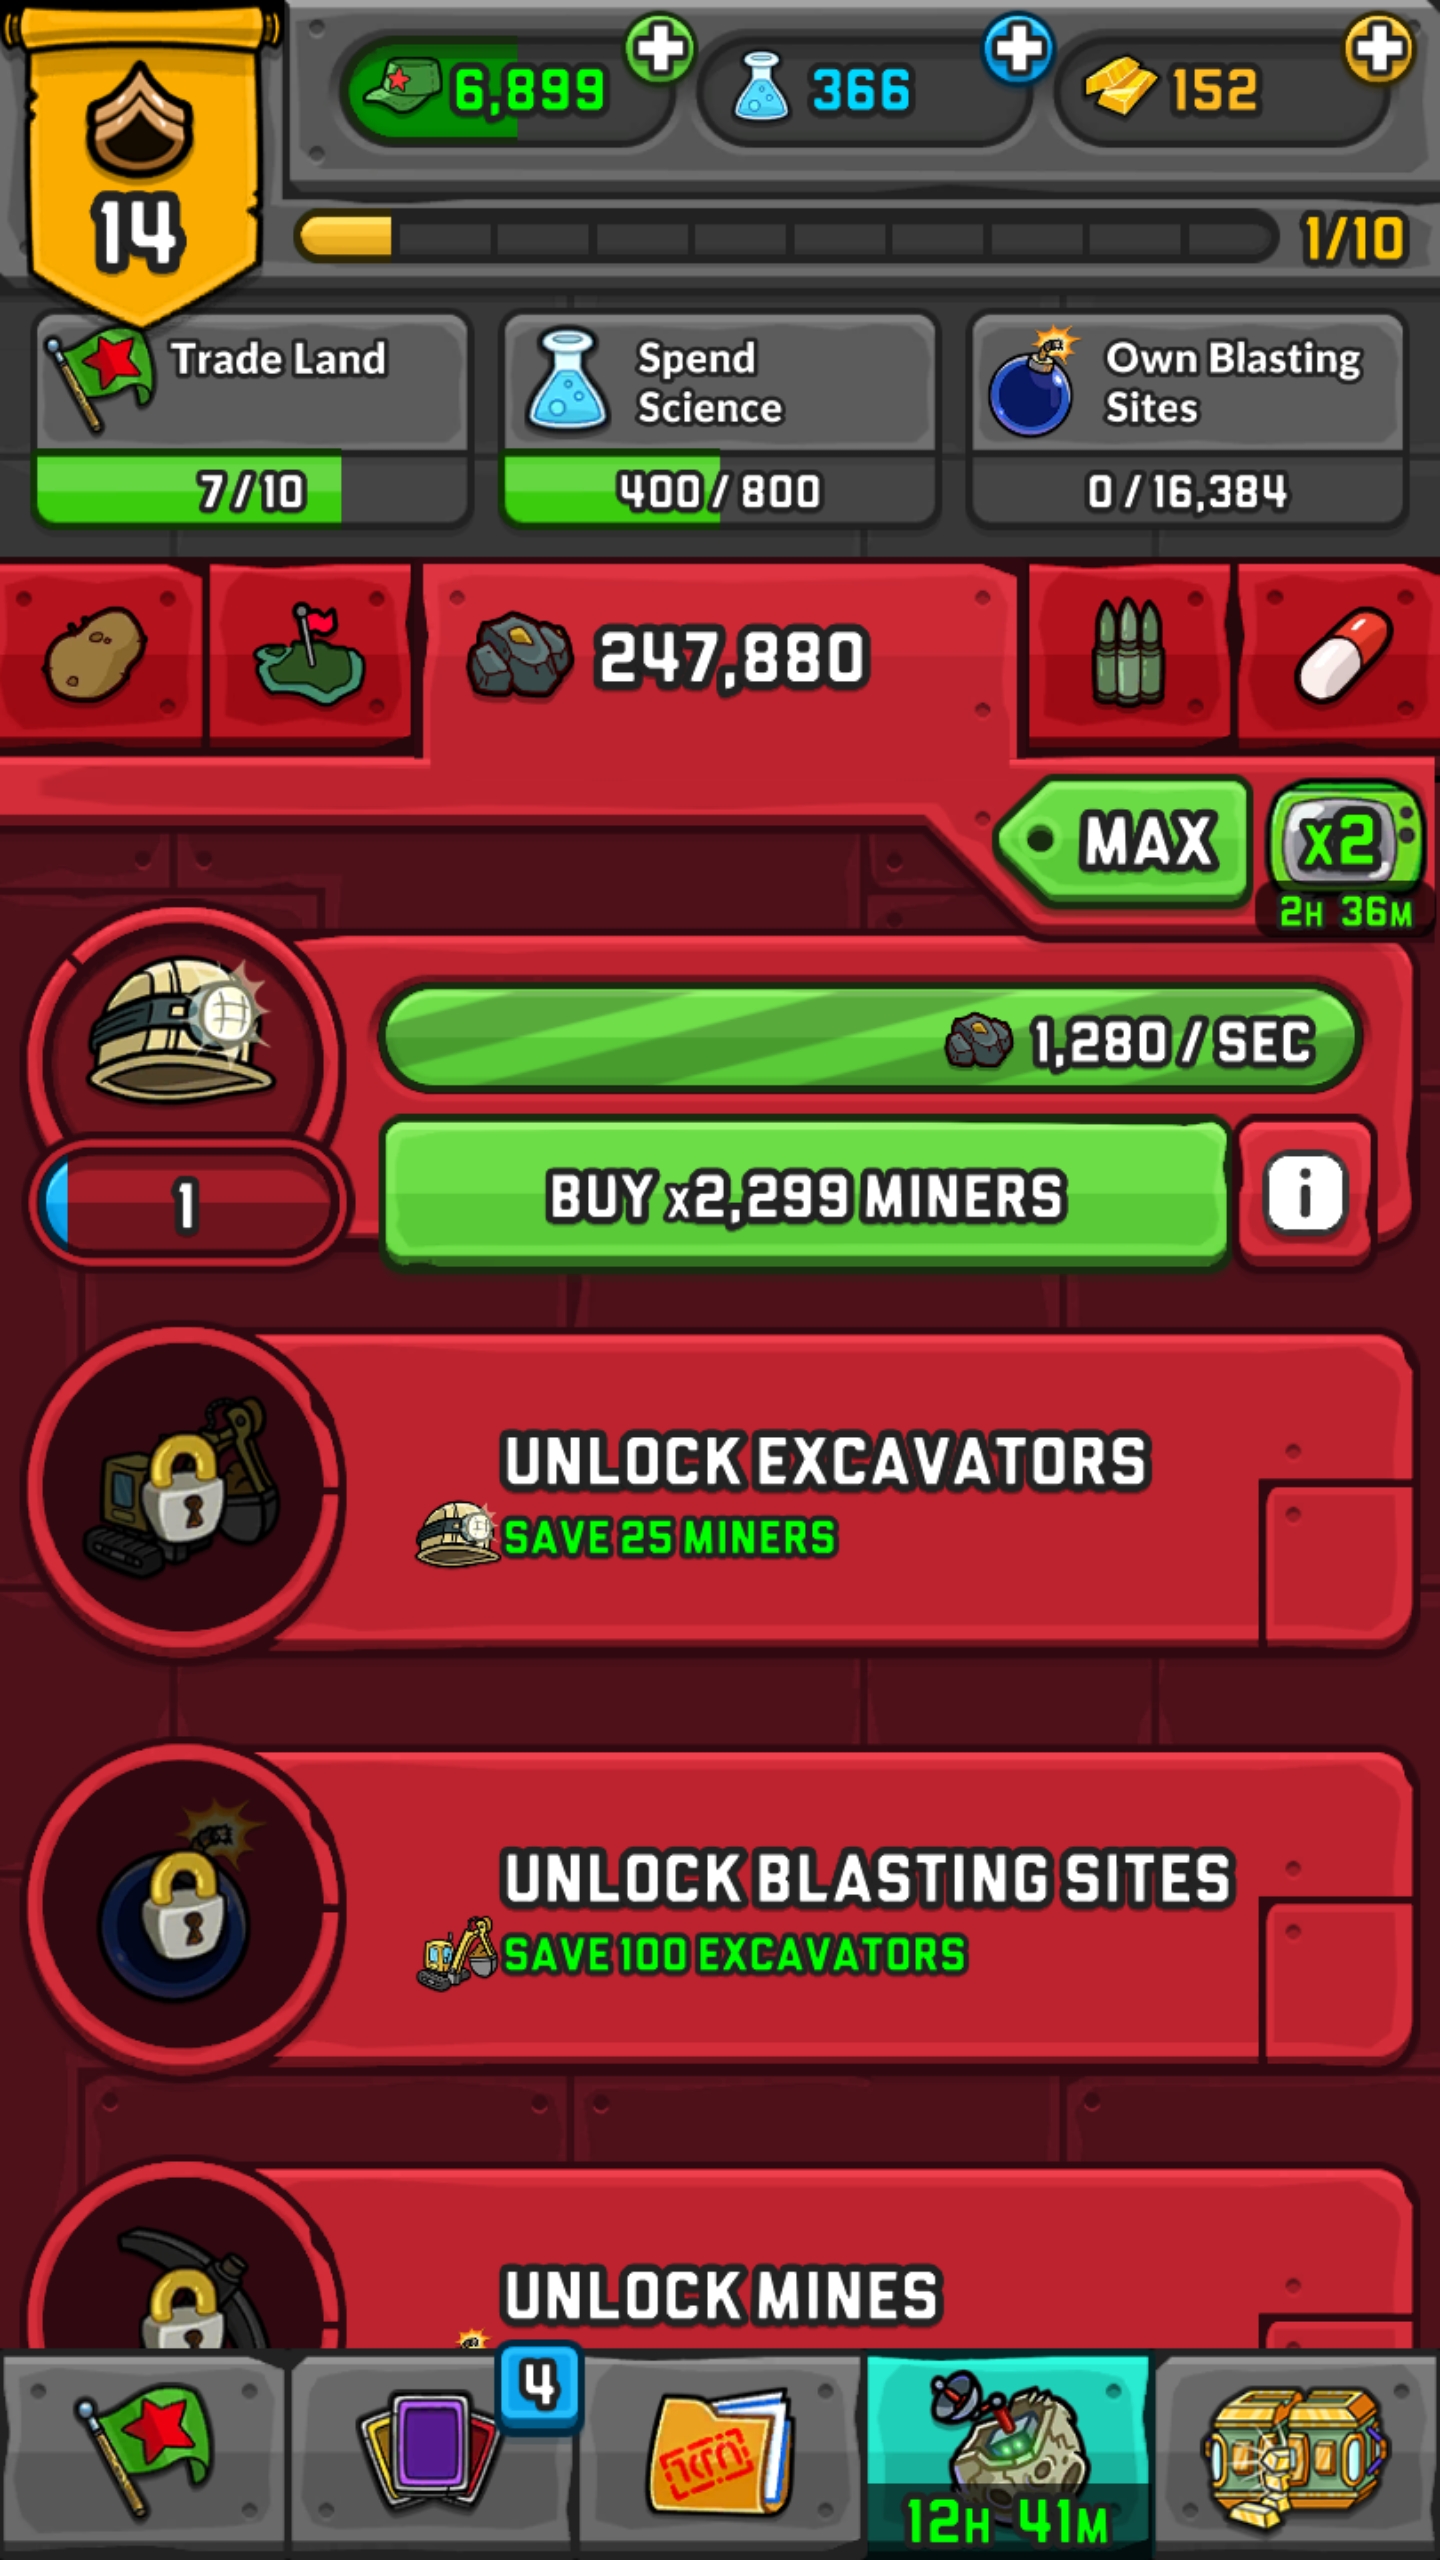 6,899
366
152
14
1/10
Trade Land
7/10
Spend
Science
400/800
Own Blasting
Sites
0/16,384
247,880
MAX
x2
2H 36M
1,280/SEC
1
BUY x2,299 MINERS
i
UNLOCK EXCAVATORS
SAVE 25 MINERS
UNLOCK BLASTING SITES
SAVE 100 EXCAVATORS
UNLOCK MINES
4
12H 41M